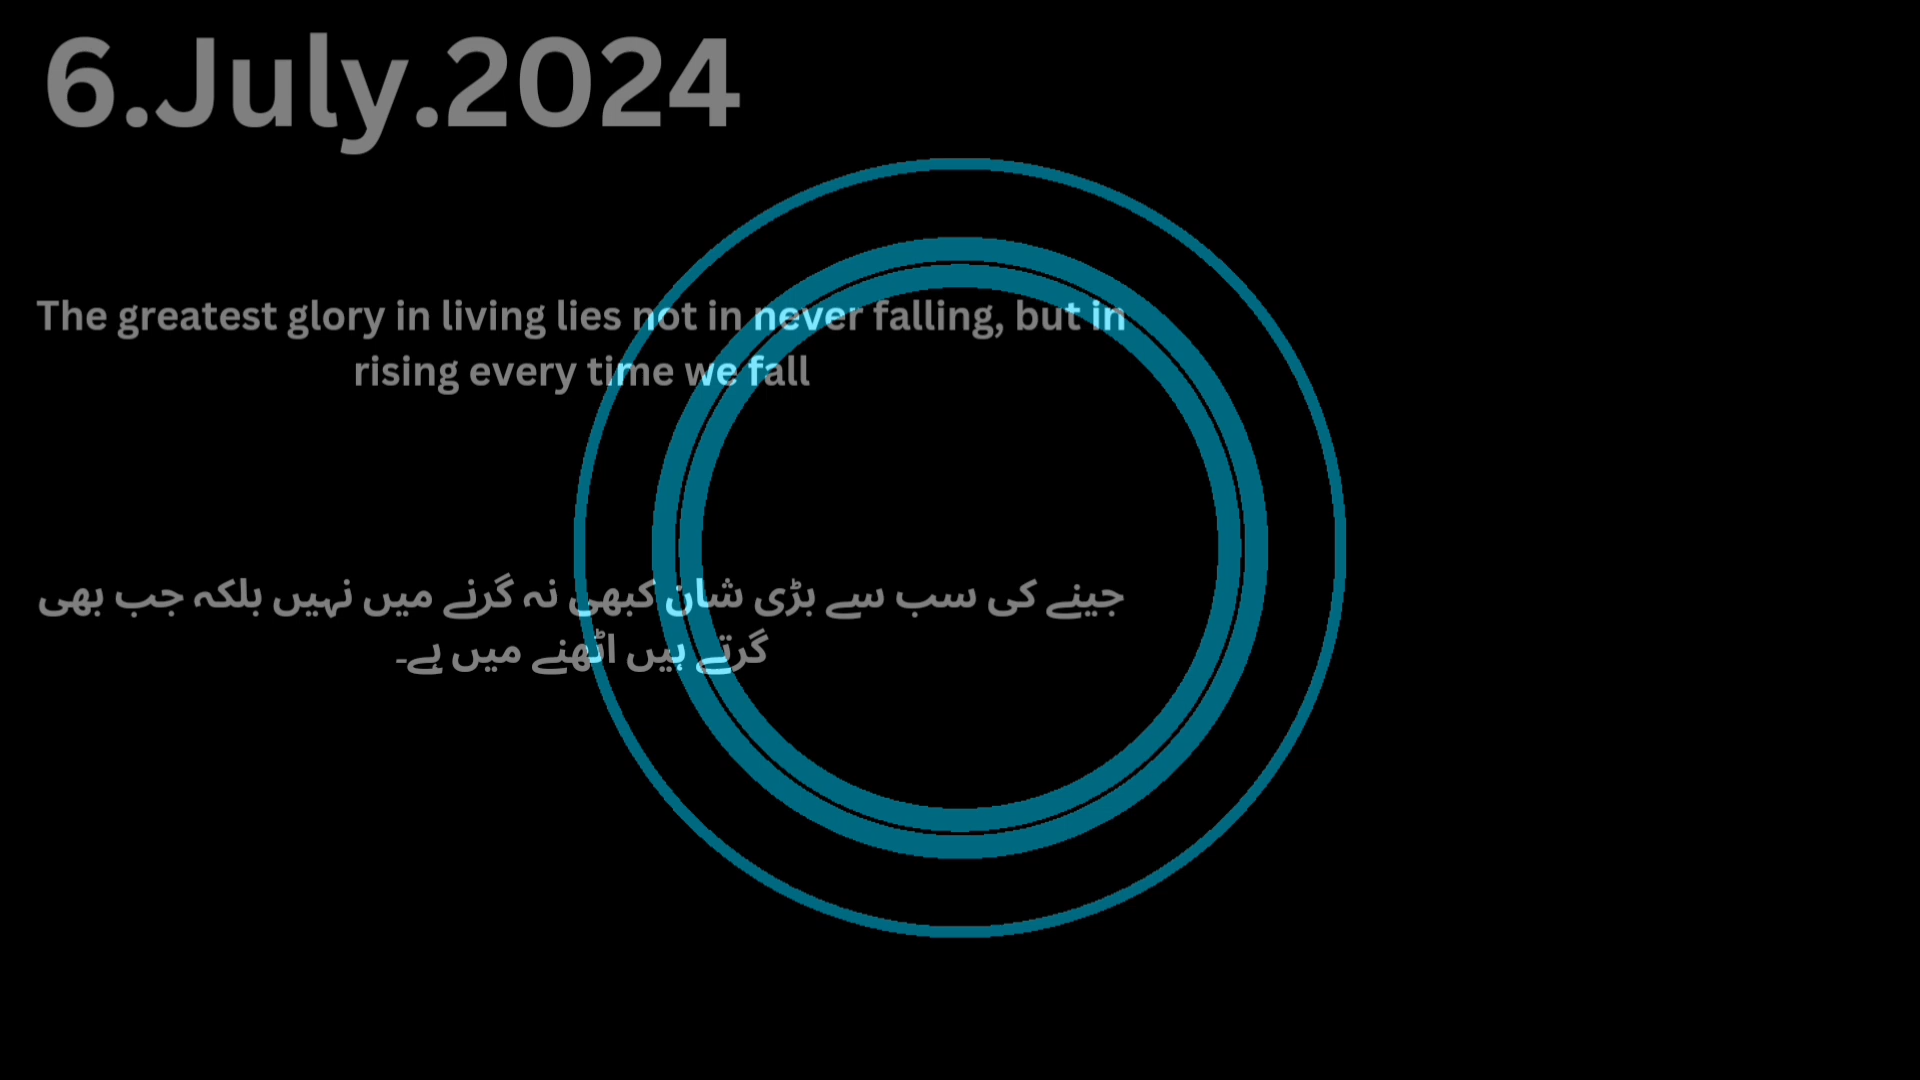 6.July.2024
The greatest glory in living lies not in never falling, but in
rising every time we fall
جینے کی سب سے بڑی شان کبھی نہ گرنے میں نہیں بلکہ جب بھی
گرتے ہیں اٹھنے میں ہے۔